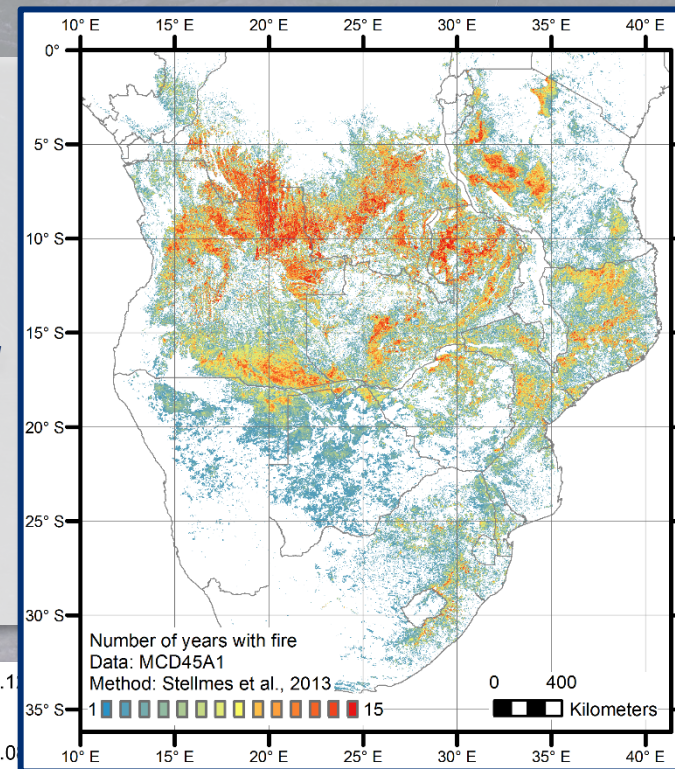 10° E 15° E 20° E 25° E 30° E 35° E 40° E
0°
5° S
10° S
15° S
20° S
25° S
30° S
35° S
Number of years with fire
Data: MCD45A1
Method: Stellmes et al., 2013
1 15
0 400
Kilometers
10° E 15° E 20° E 25° E 30° E 35° E 40° E